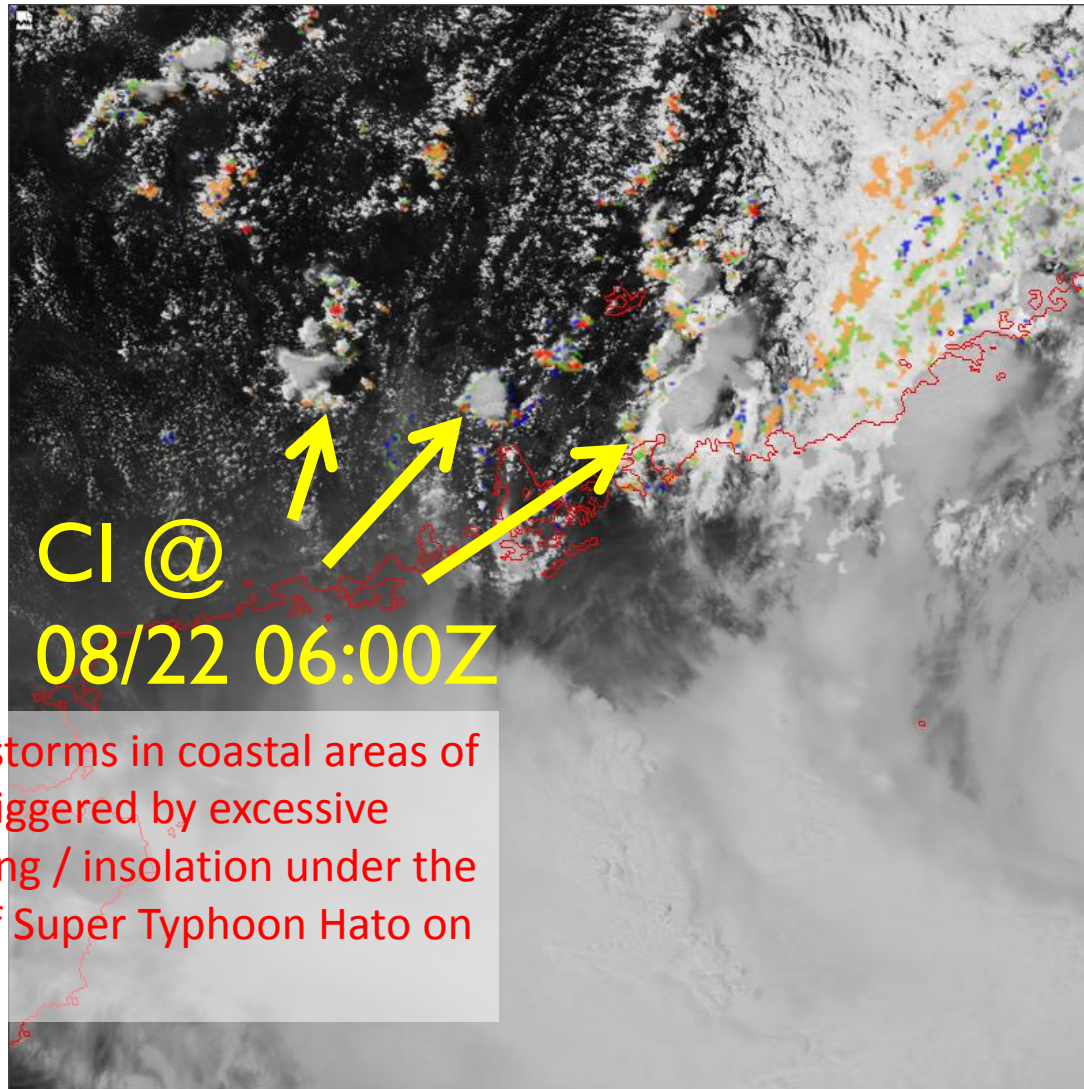 CI @
08/22 06:00Z
storms in coastal areas of
iggered by excessive
ng / insolation under the
f Super Typhoon Hato on